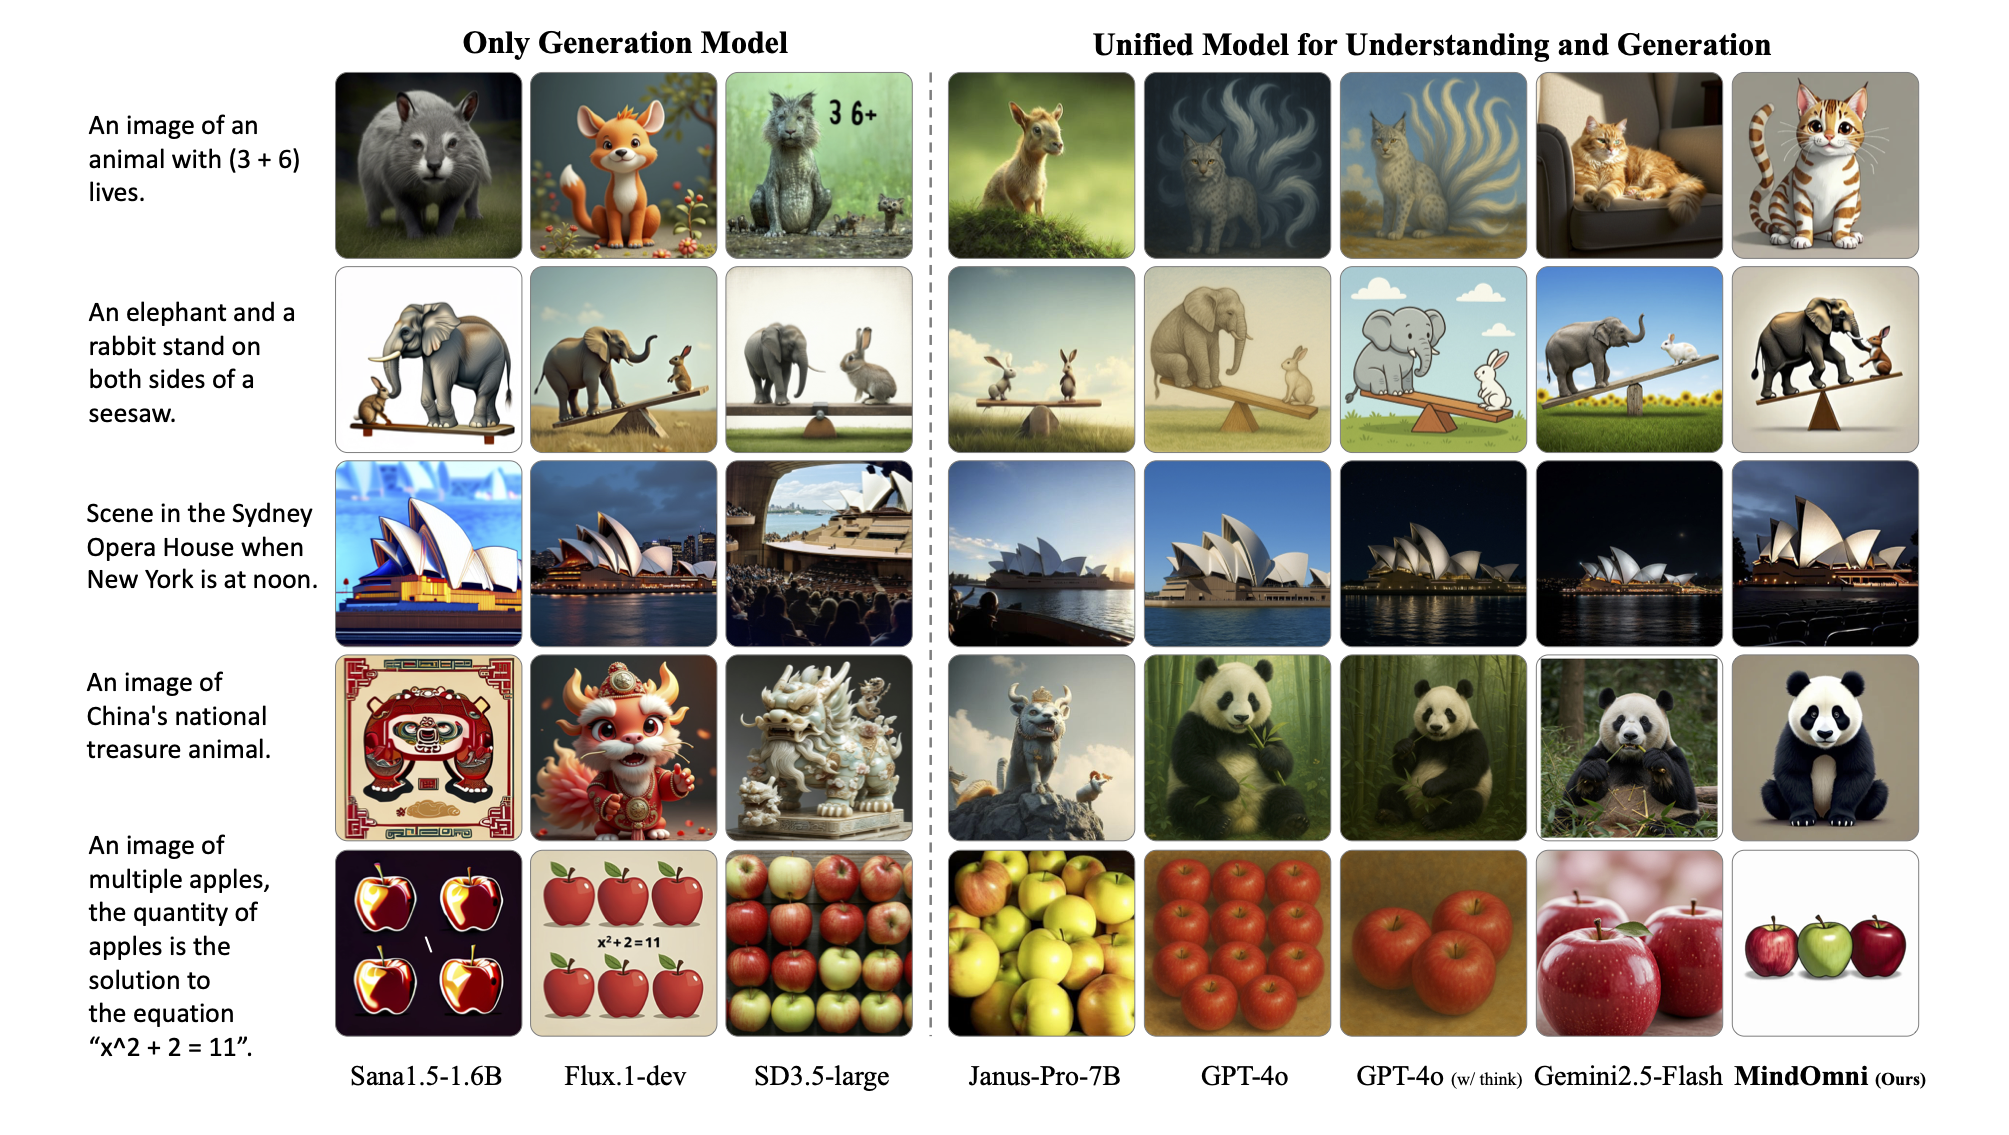 Only Generation Model
Unified Model for Understanding and Generation
An image of an
animal with (3 + 6)
lives.
3 6+
An elephant and a
rabbit stand on
both sides of a
seesaw.
Scene in the Sydney
Opera House when
New York is at noon.
An image of
China's national
treasure animal.
An image of
multiple apples,
the quantity of
apples is the
solution to
the equation
“x^2 + 2 = 11”.
x²+2=11
Sana1.5-1.6B
Flux.1-dev
SD3.5-large
Janus-Pro-7B
GPT-4o
GPT-4o (w/ think)
Gemini2.5-Flash
MindOmni (Ours)